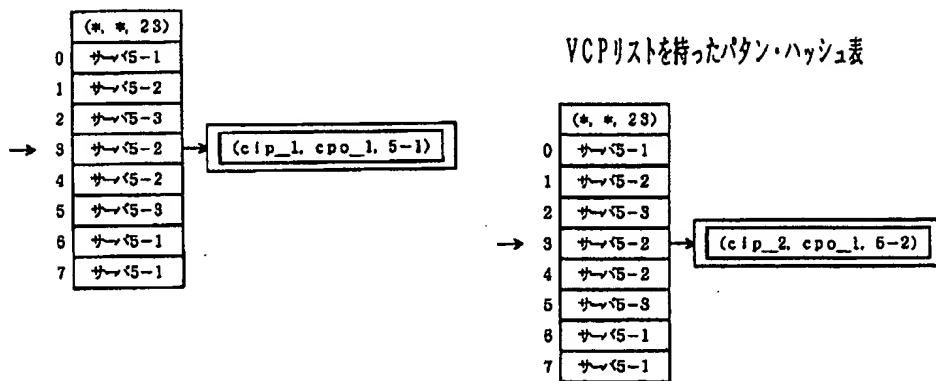 (*, *, 23)
0 サーバ5-1
1 サーバ5-2
2 サーバ5-3
→ 3 サーバ5-2
(cip_1, cpo_1, 5-1)
4 サーバ5-2
5 サーバ5-3
6 サーバ5-1
7 サーバ5-1
VCPリストを持ったパタン・ハッシュ表
(*, *, 23)
0 サーバ5-1
1 サーバ5-2
2 サーバ5-3
→ 3 サーバ5-2
(cip_2, cpo_1, 5-2)
4 サーバ5-2
5 サーバ5-3
6 サーバ5-1
7 サーバ5-1